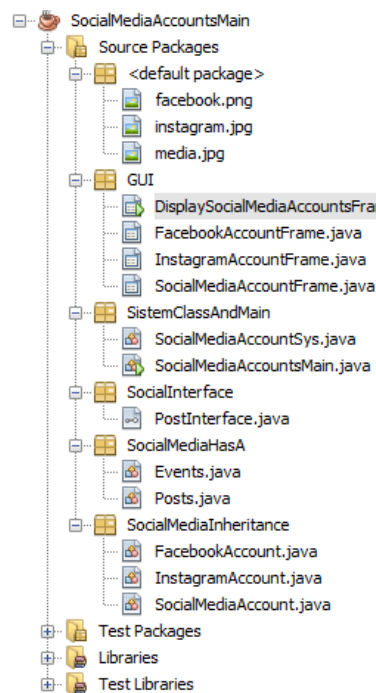 SocialMediaAccountsMain
Source Packages
<default package>
facebook.png
instagram.jpg
media.jpg
GUI
DisplaySocialMediaAccountsFra
FacebookAccountFrame.java
InstagramAccountFrame.java
SocialMediaAccountFrame.java
SistemClassAndMain
SocialMediaAccountSys.java
SocialMediaAccountsMain.java
SocialInterface
PostInterface.java
SocialMediaHasA
Events.java
Posts.java
SocialMediaInheritance
FacebookAccount.java
InstagramAccount.java
SocialMediaAccount.java
Test Packages
Libraries
Test Libraries